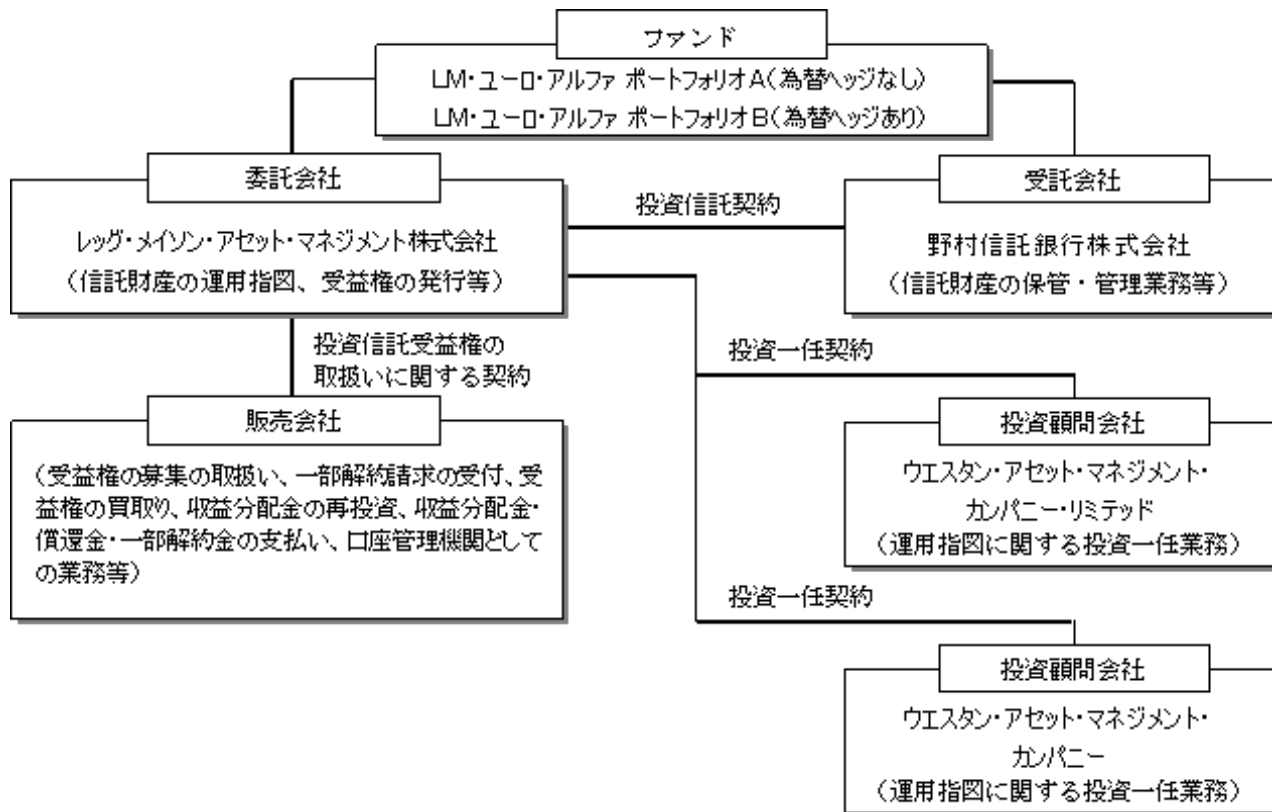 ファンド
LM・ユーロ・アルファ ポートフォリオA(為替ヘッジなし)
LM・ユーロ・アルファ ポートフォリオB(為替ヘッジあり)
委託会社
レッグ・メイソン・アセット・マネジメント株式会社
(信託財産の運用指図、受益権の発行等)
投資信託契約
受託会社
野村信託銀行株式会社
(信託財産の保管・管理業務等)
投資信託受益権の
取扱いに関する契約
投資一任契約
販売会社
(受益権の募集の取扱い、一部解約請求の受付、受
益権の買取り、収益分配金の再投資、収益分配金・
償還金・一部解約金の支払い、口座管理機関として
の業務等)
投資顧問会社
ウエスタン・アセット・マネジメント・
カンパニー・リミテッド
(運用指図に関する投資一任業務)
投資一任契約
投資顧問会社
ウエスタン・アセット・マネジメント・
カンパニー
(運用指図に関する投資一任業務)